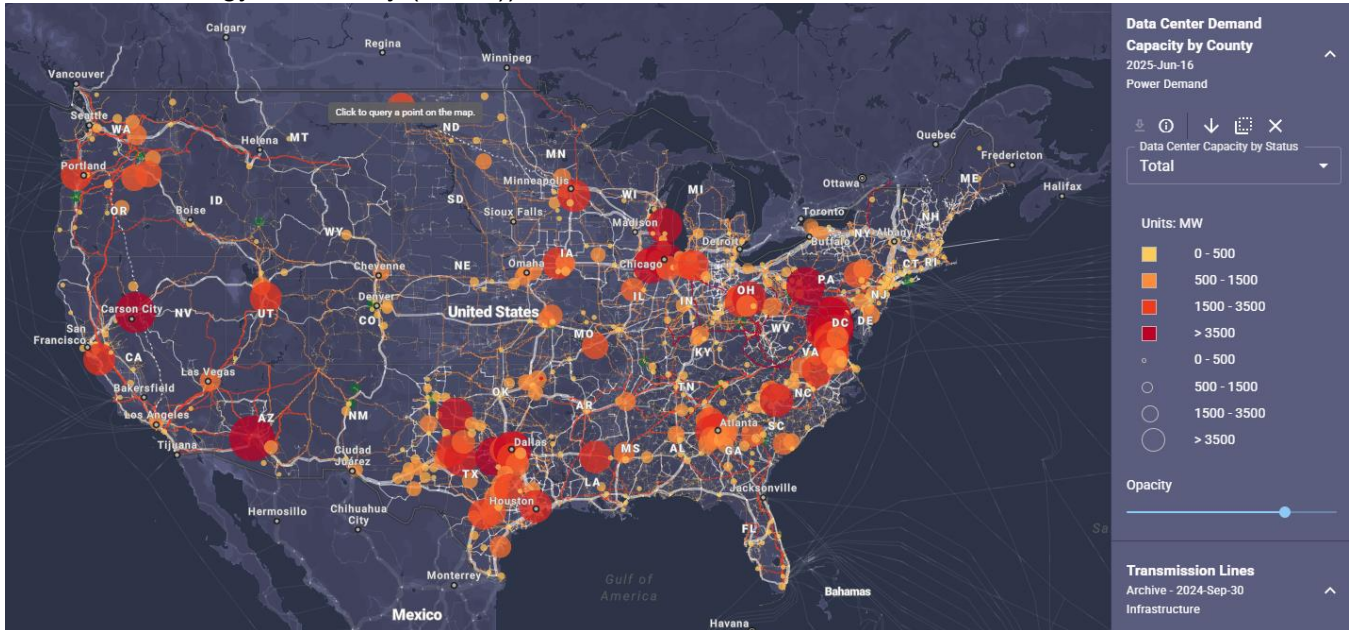 Calgary
Regina
Winnipeg
Vancouver
Seattle
WA
Helena
MT
Click to query a point on the map.
ND
MN
Quebec
Fredericton
ME
Halifax
Portland
Minneapolis
WI
MI
Ottawa
OR
Boise
ID
SD
Sioux Falls
Madison
Toronto
NH
WY
Buffalo
NY
Albany
Detroit
CT
RI
Cheyenne
NE
Omaha
IA
Chicago
PA
NJ
Carson City
NV
UT
Denver
CO
United States
IL
IN
OH
WV
DC
DE
San
Francisco
CA
MO
KY
VA
Las Vegas
Bakersfield
OK
TN
NC
Los Angeles
AZ
NM
AR
Atlanta
SC
Tijuana
Ciudad
Juárez
Dallas
MS
AL
GA
TX
LA
Jacksonville
Hermosillo
Chihuahua
City
Houston
FL
Monterrey
Gulf of
America
Bahamas
Mexico
Havana
Data Center Demand
Capacity by County
2025-Jun-16
Power Demand
Data Center Capacity by Status
Total
Units: MW
0 - 500
500 - 1500
1500 - 3500
> 3500
0 - 500
500 - 1500
1500 - 3500
> 3500
Opacity
Transmission Lines
Archive - 2024-Sep-30
Infrastructure